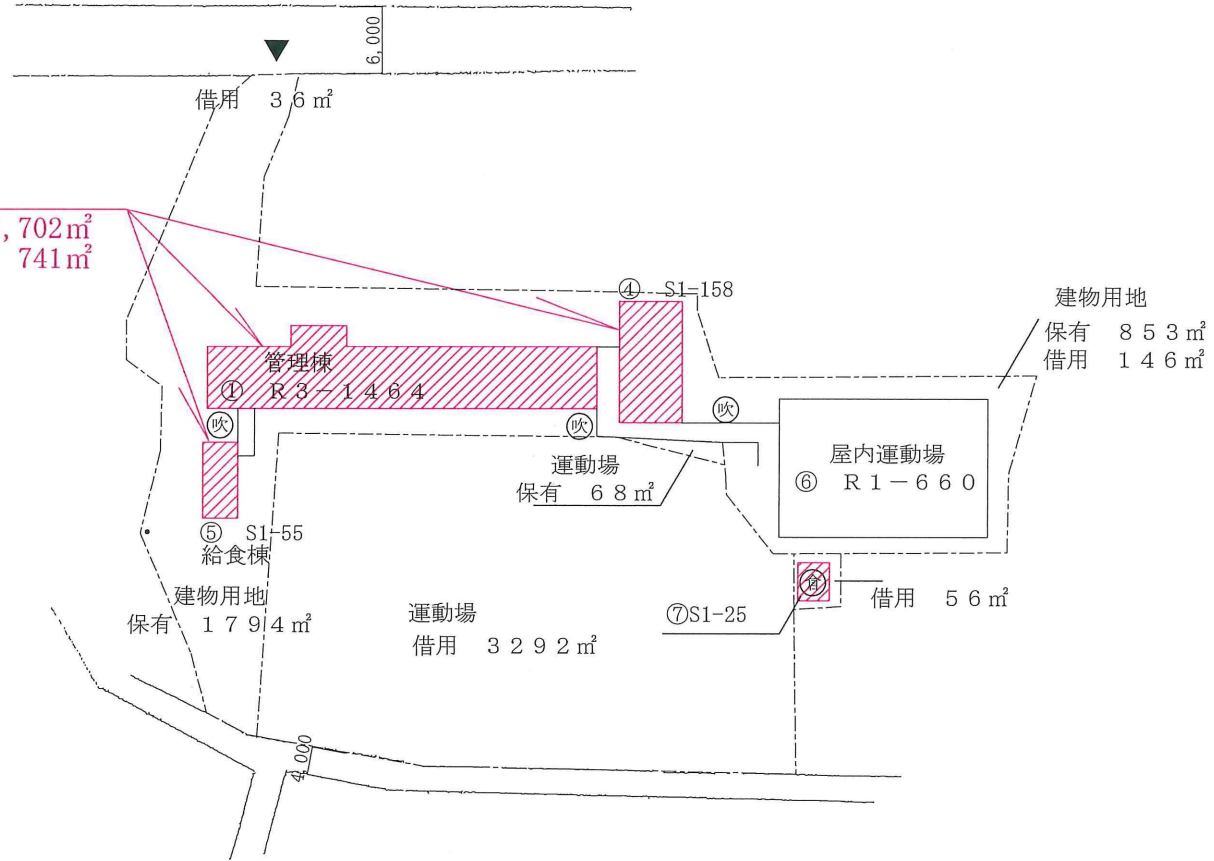 6,000
借用 36㎡
,702㎡
741㎡
④ S1-158
建物用地
保有 853㎡
借用 146㎡
管理棟
① R3-1464
吹
吹
吹
運動場
保有 68㎡
屋内運動場
⑥ R1-660
⑤ S1-55
給食棟
倉
借用 56㎡
建物用地
保有 1794㎡
運動場
借用 3292㎡
⑦S1-25
4,000